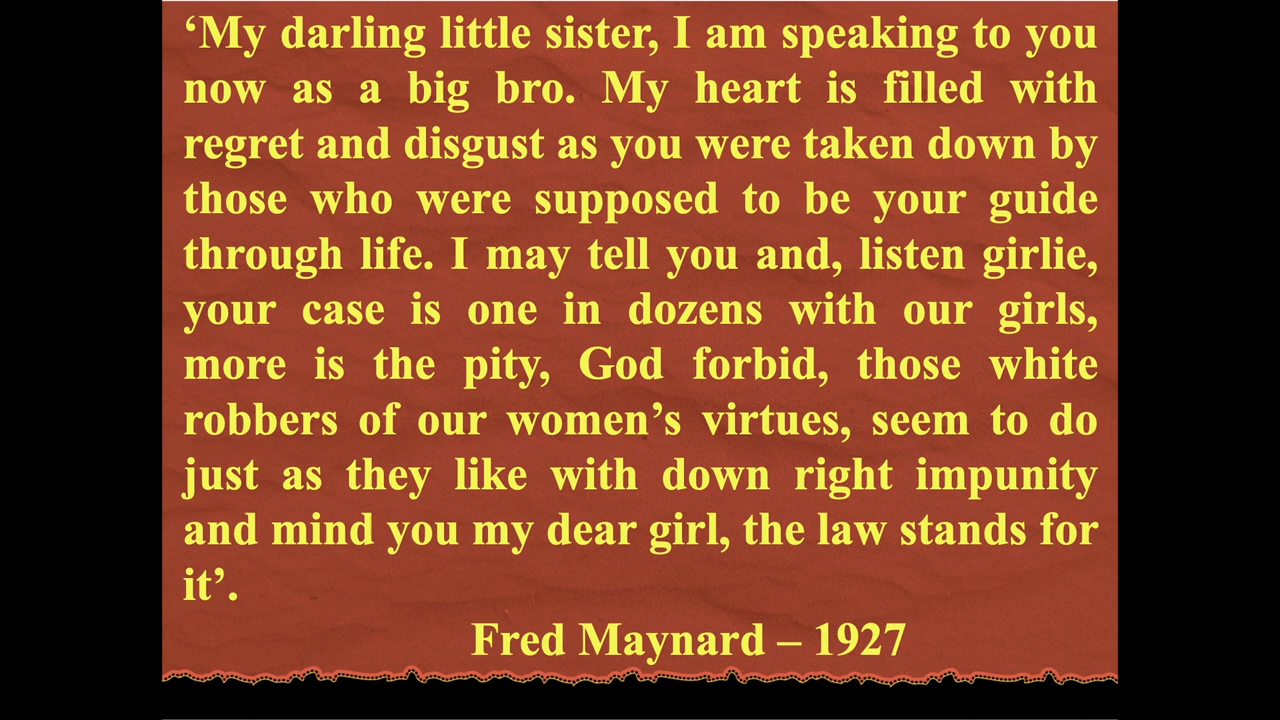 ‘My darling little sister, I am speaking to you
now as a big bro. My heart is filled with
regret and disgust as you were taken down by
those who were supposed to be your guide
through life. I may tell you and, listen girlie,
your case is one in dozens with our girls,
more is the pity, God forbid, those white
robbers of our women’s virtues, seem to do
just as they like with down right impunity
and mind you my dear girl, the law stands for
it’.
Fred Maynard – 1927